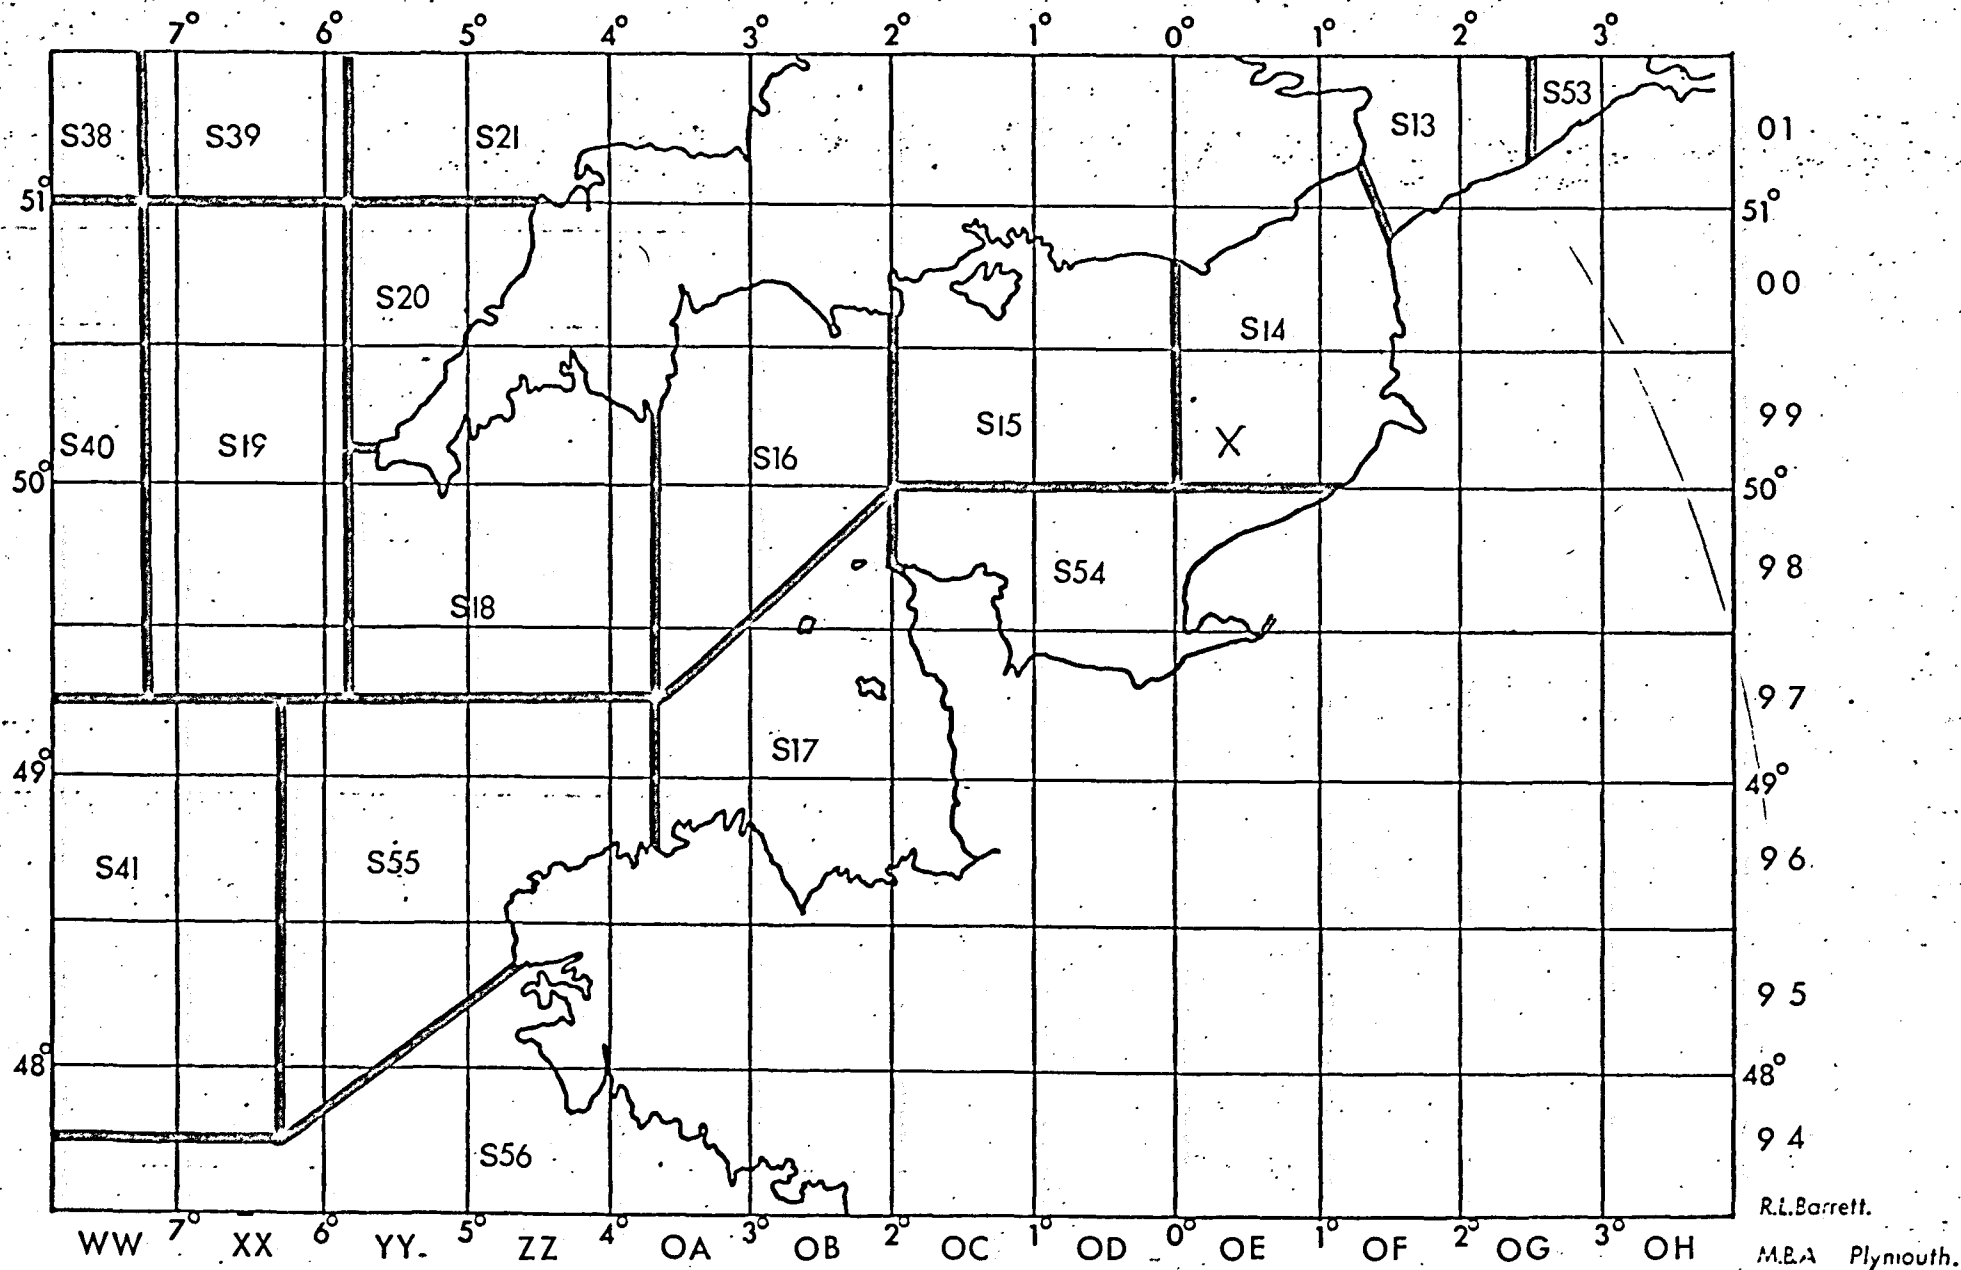 7° 6° 5° 4° 3° 2° 1° 0° 1° 2° 3°
S38 S39 S21 S13 S53 01
51° 51°
S20 S14 00
S40 S19 S16 S15 X 99
50° 50°
S18 S54 98
S17 97
49° 49°
S41 S55 96
95
48° 48°
S56 94
R.L.Barrett.
7° 6° 5° 4° 3° 2° 1° 0° 1° 2° 3°
WW XX YY ZZ OA OB OC OD OE OF OG OH
M.B.A Plymouth.